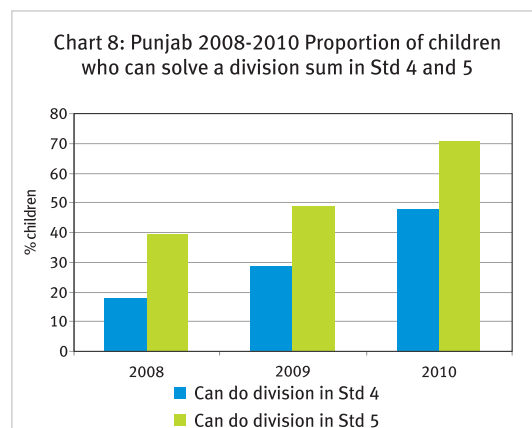 Chart 8: Punjab 2008-2010 Proportion of children
who can solve a division sum in Std 4 and 5
% children
80
70
60
50
40
30
20
10
0
2008 2009 2010
Can do division in Std 4
Can do division in Std 5